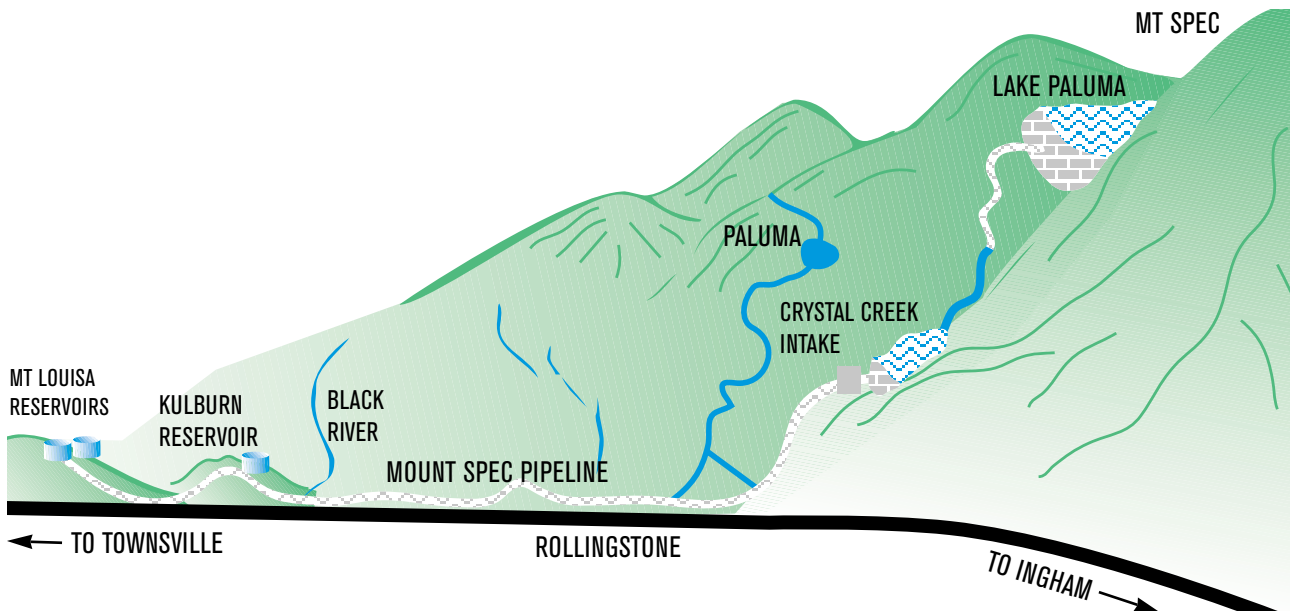 MT SPEC
LAKE PALUMA
PALUMA
CRYSTAL CREEK
INTAKE
MT LOUISA
RESERVOIRS
KULBURN
RESERVOIR
BLACK
RIVER
MOUNT SPEC PIPELINE
TO TOWNSVILLE
ROLLINGSTONE
TO INGHAM